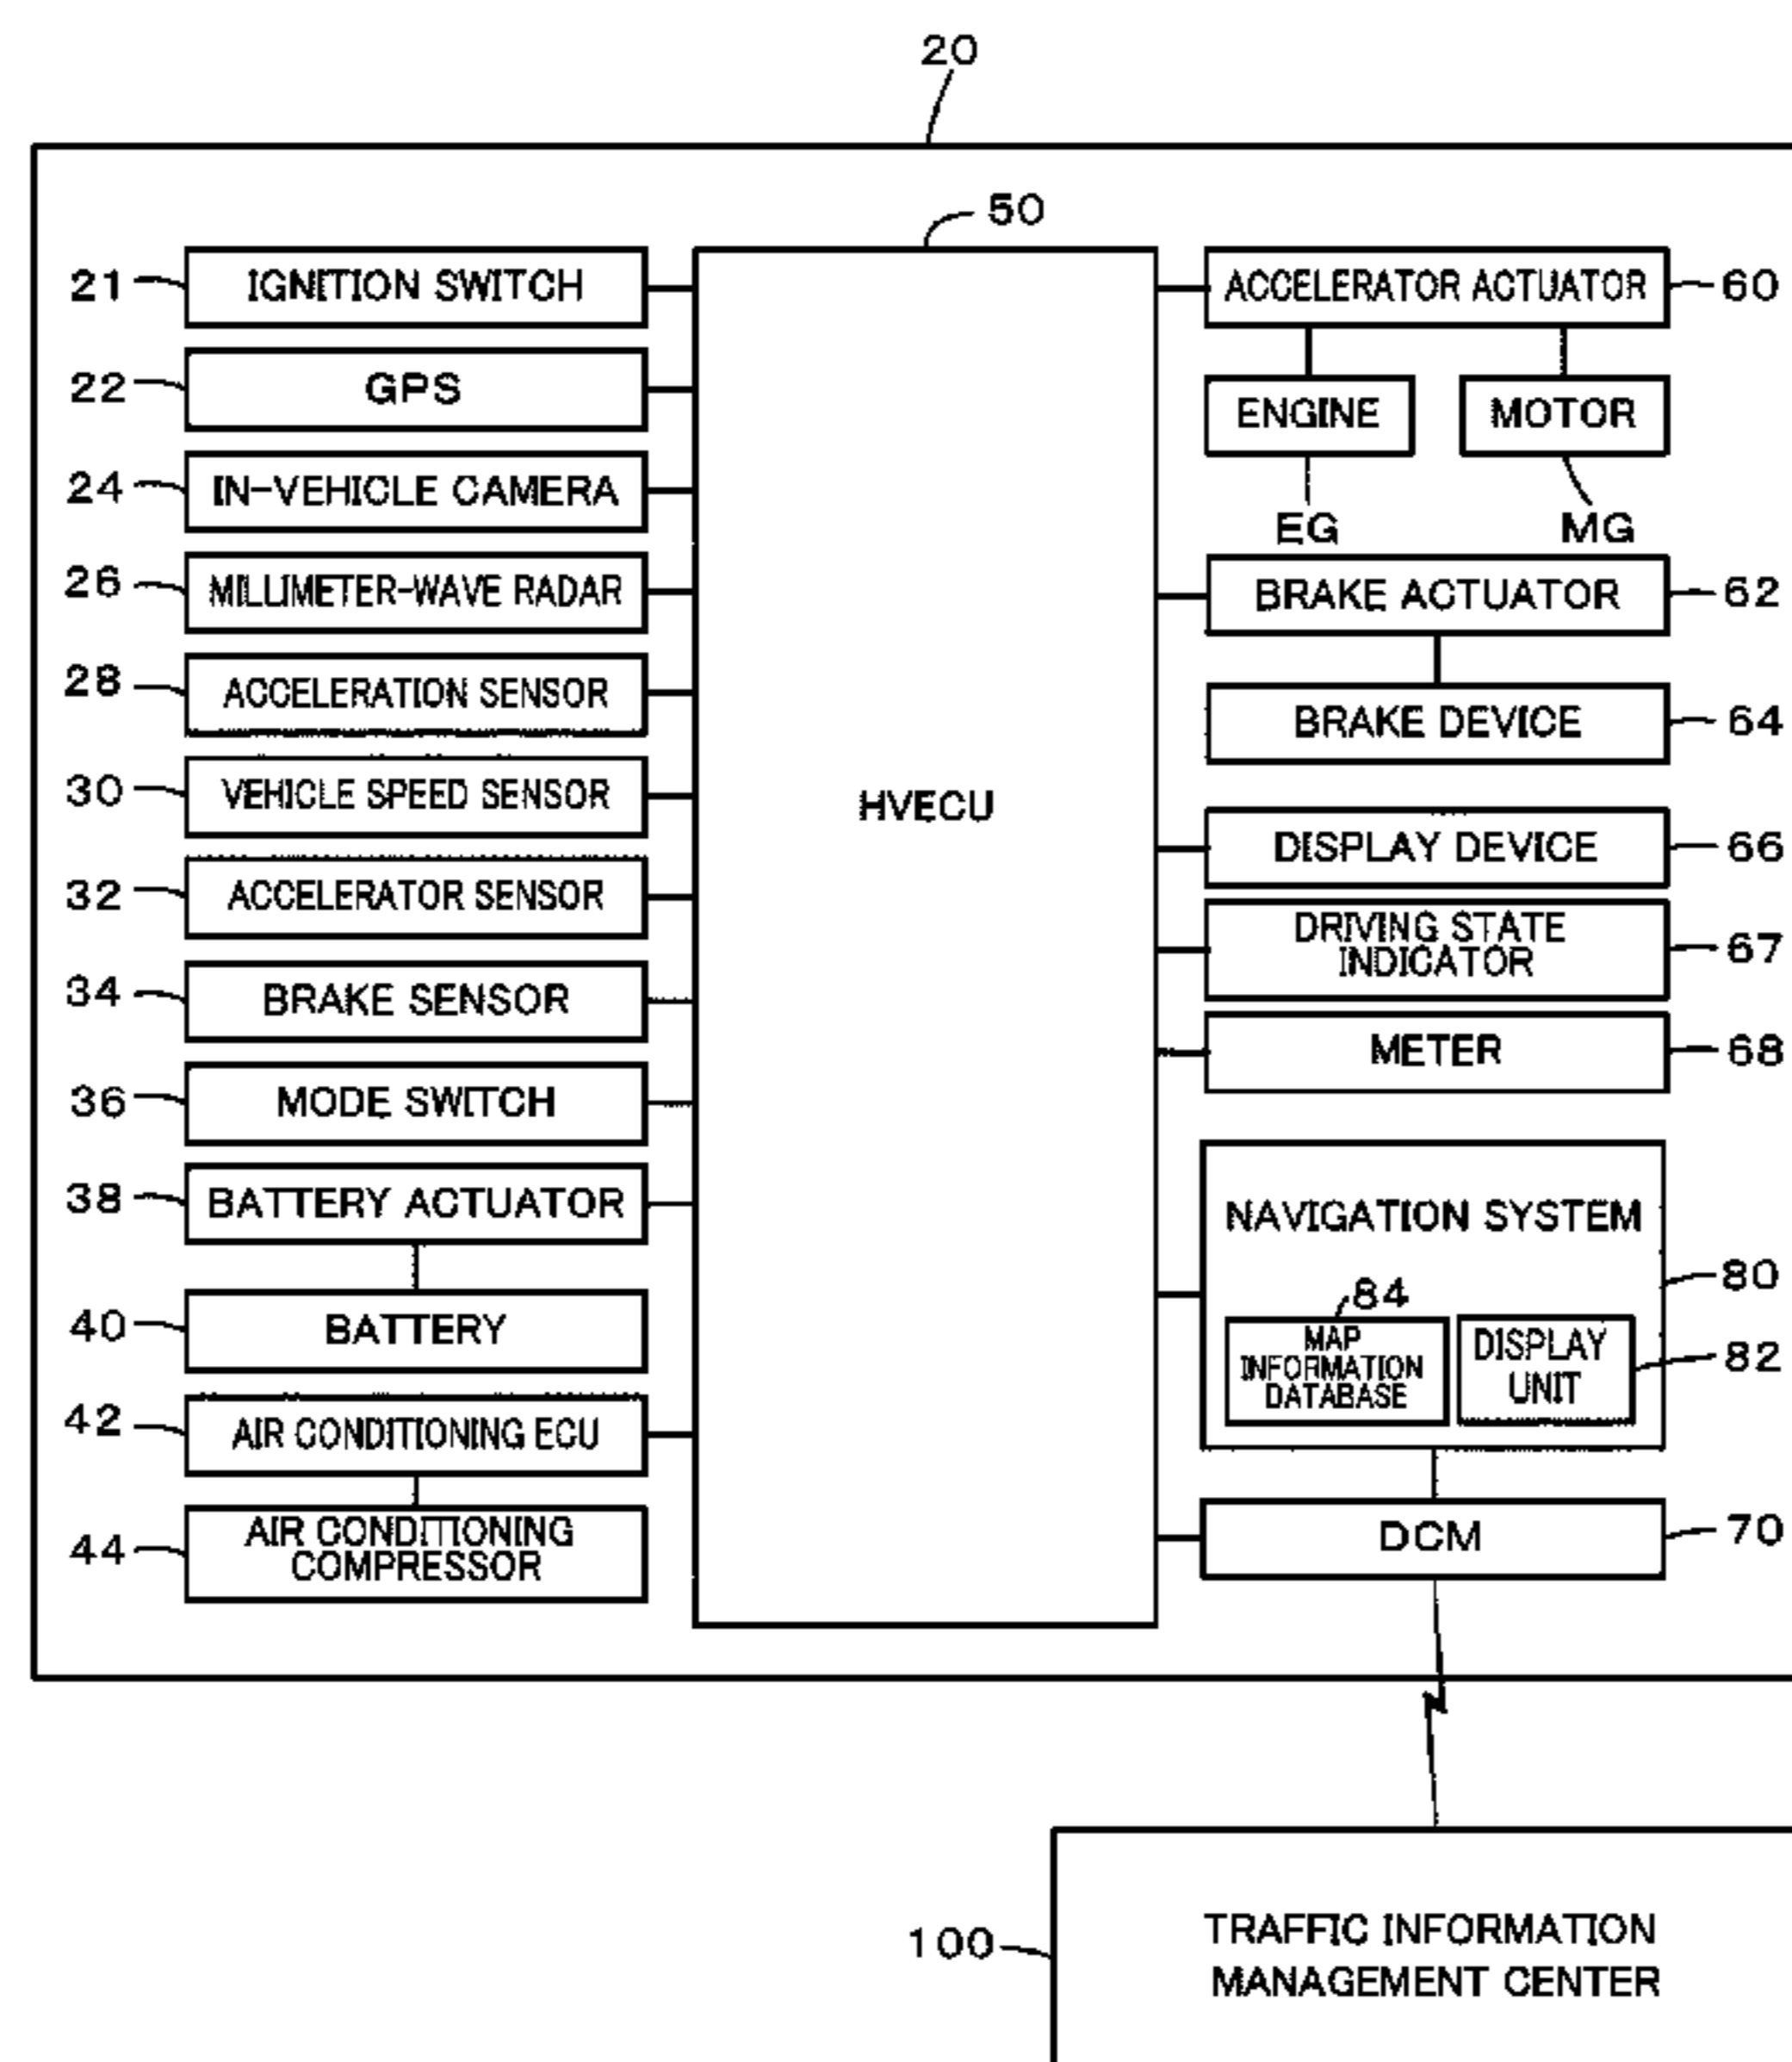 20
50
21
IGNITION SWITCH
22
GPS
24
IN-VEHICLE CAMERA
26
MILLIMETER-WAVE RADAR
28
ACCELERATION SENSOR
30
VEHICLE SPEED SENSOR
32
ACCELERATOR SENSOR
34
BRAKE SENSOR
36
MODE SWITCH
38
BATTERY ACTUATOR
40
BATTERY
42
AIR CONDITIONING ECU
44
AIR CONDITIONING
COMPRESSOR
HVECU
ACCELERATOR ACTUATOR
60
ENGINE
MOTOR
EG
MG
BRAKE ACTUATOR
62
BRAKE DEVICE
64
DISPLAY DEVICE
66
DRIVING STATE
INDICATOR
67
METER
68
NAVIGATION SYSTEM
80
84
MAP
INFORMATION
DATABASE
DISPLAY
UNIT
82
DCM
70
100
TRAFFIC INFORMATION
MANAGEMENT CENTER